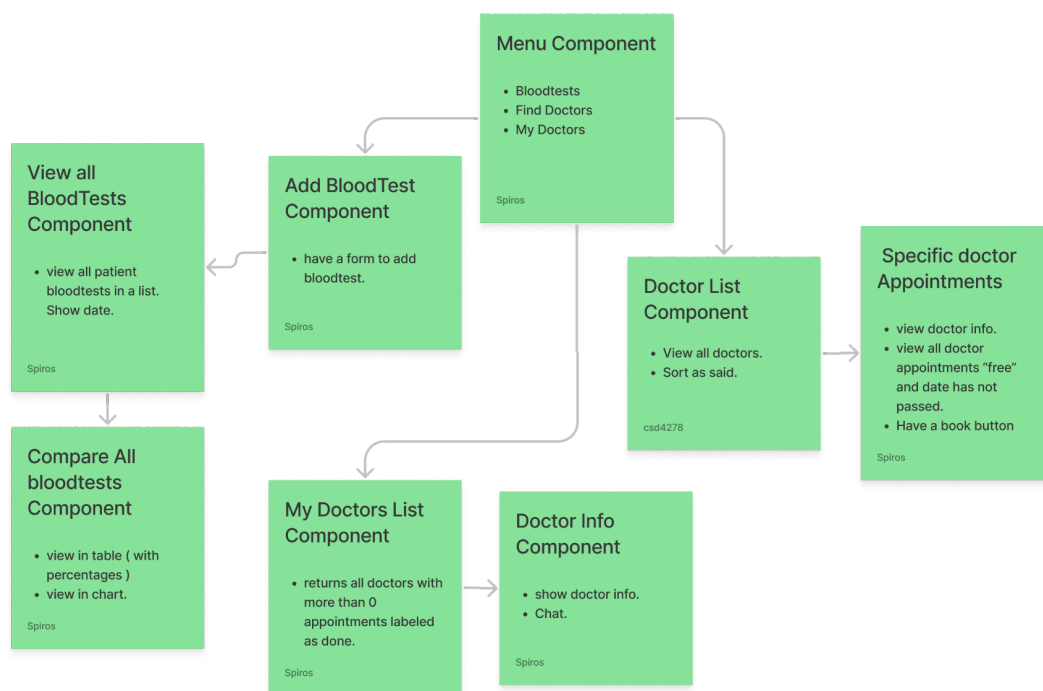 Menu Component
• Bloodtests
• Find Doctors
• My Doctors
Spiros
View all
BloodTests
Component
• view all patient
bloodtests in a list.
Show date.
Spiros
Add BloodTest
Component
• have a form to add
bloodtest.
Spiros
Doctor List
Component
• View all doctors.
• Sort as said.
csd4278
Specific doctor
Appointments
• view doctor info.
• view all doctor
appointments “free”
and date has not
passed.
• Have a book button
Spiros
Compare All
bloodtests
Component
• view in table ( with
percentages )
• view in chart.
Spiros
My Doctors List
Component
• returns all doctors with
more than 0
appointments labeled
as done.
Spiros
Doctor Info
Component
• show doctor info.
• Chat.
Spiros